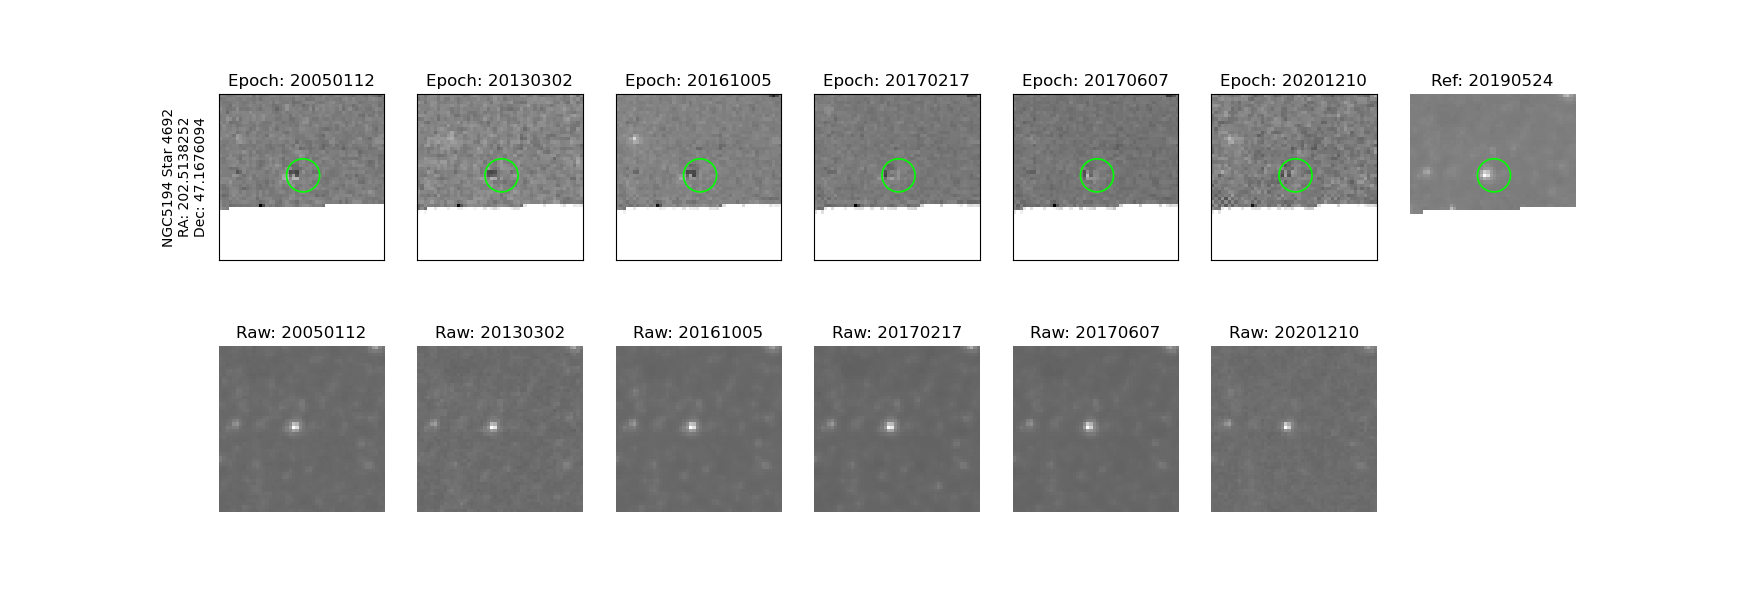 NGC5194 Star 4692
RA: 202.5138252
Dec: 47.1676094
Epoch: 20050112
Epoch: 20130302
Epoch: 20161005
Epoch: 20170217
Epoch: 20170607
Epoch: 20201210
Ref: 20190524
Raw: 20050112
Raw: 20130302
Raw: 20161005
Raw: 20170217
Raw: 20170607
Raw: 20201210